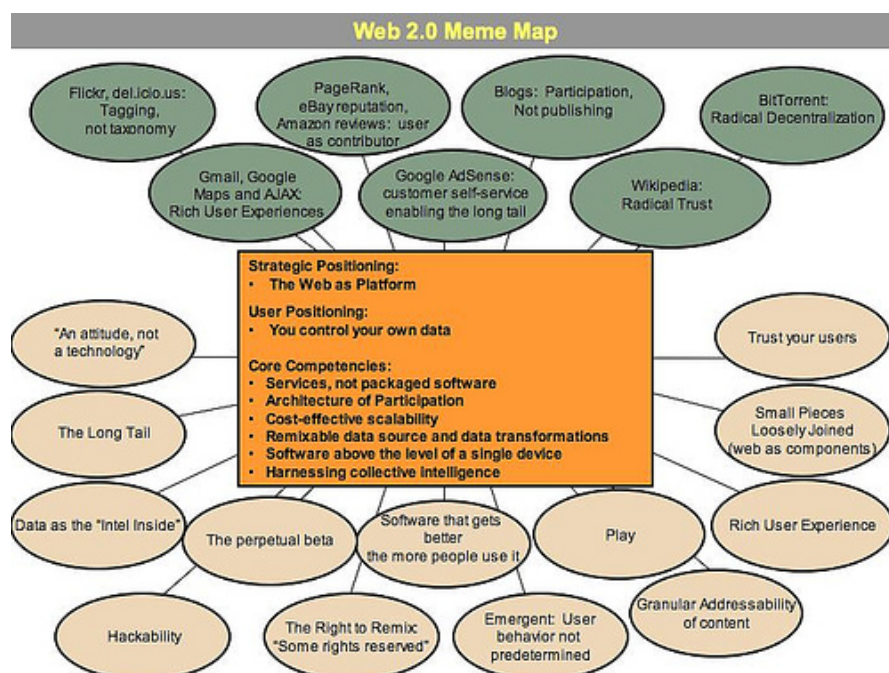 Web 2.0 Meme Map
Flickr, del.icio.us:
Tagging,
not taxonomy
PageRank,
eBay reputation,
Amazon reviews: user
as contributor
Blogs: Participation,
Not publishing
BitTorrent:
Radical Decentralization
Gmail, Google
Maps and AJAX:
Rich User Experiences
Google AdSense:
customer self-service
enabling the long tail
Wikipedia:
Radical Trust
Strategic Positioning:
• The Web as Platform
User Positioning:
• You control your own data
Core Competencies:
• Services, not packaged software
• Architecture of Participation
• Cost-effective scalability
• Remixable data source and data transformations
• Software above the level of a single device
• Harnessing collective intelligence
"An attitude, not
a technology"
Trust your users
The Long Tail
Small Pieces
Loosely Joined
(web as components)
Data as the "Intel Inside"
The perpetual beta
Software that gets
better
the more people use it
Play
Rich User Experience
Hackability
The Right to Remix:
"Some rights reserved"
Emergent: User
behavior not
predetermined
Granular Addressability
of content